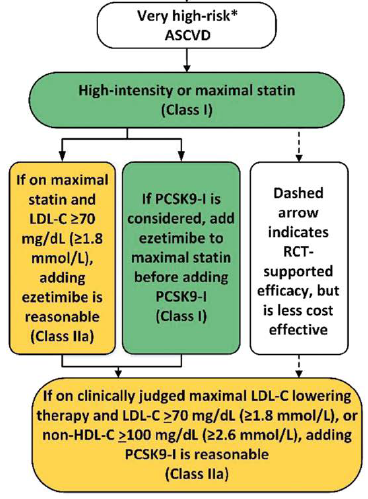 Very high-risk*
ASCVD
High-intensity or maximal statin
(Class I)
If on maximal
statin and
LDL-C ≥70
mg/dL (≥1.8
mmol/L),
adding
ezetimibe is
reasonable
(Class IIa)
If PCSK9-I is
considered, add
ezetimibe to
maximal statin
before adding
PCSK9-I
(Class I)
Dashed
arrow
indicates
RCT-
supported
efficacy, but
is less cost
effective
If on clinically judged maximal LDL-C lowering
therapy and LDL-C ≥70 mg/dL (≥1.8 mmol/L), or
non-HDL-C ≥100 mg/dL (≥2.6 mmol/L), adding
PCSK9-I is reasonable
(Class IIa)